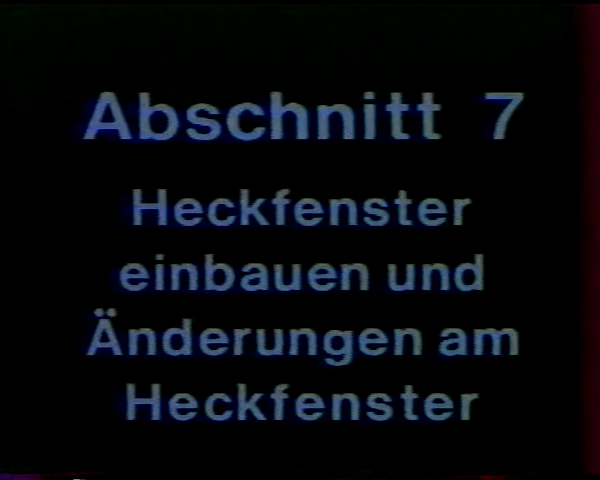 Abschnitt 7
Heckfenster
einbauen und
Änderungen am
Heckfenster